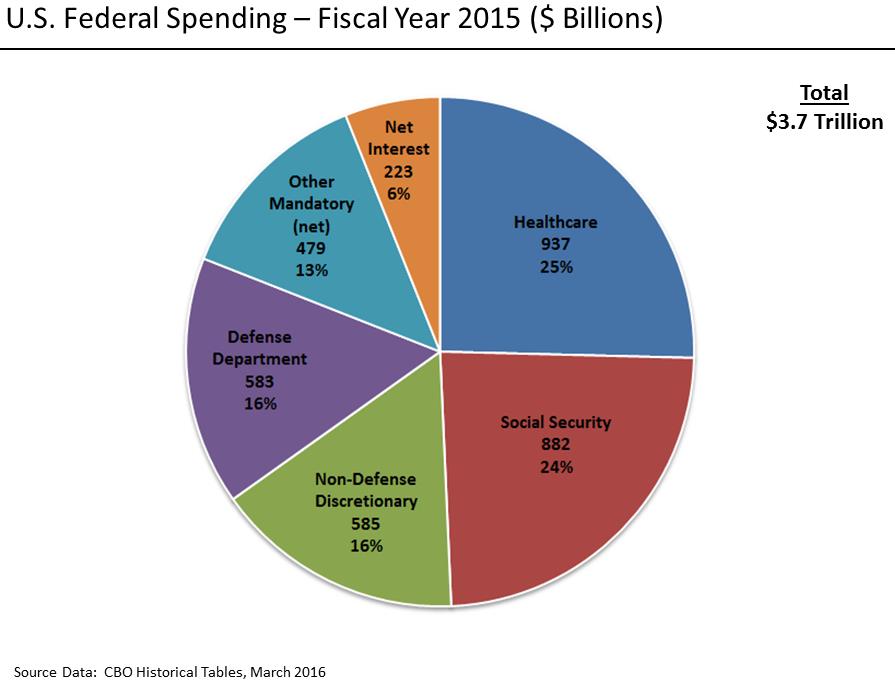 U.S. Federal Spending – Fiscal Year 2015 ($ Billions)
Total
$3.7 Trillion
Net
Interest
223
6%
Healthcare
937
25%
Other
Mandatory
(net)
479
13%
Defense
Department
583
16%
Social Security
882
24%
Non-Defense
Discretionary
585
16%
Source Data:  CBO Historical Tables, March 2016